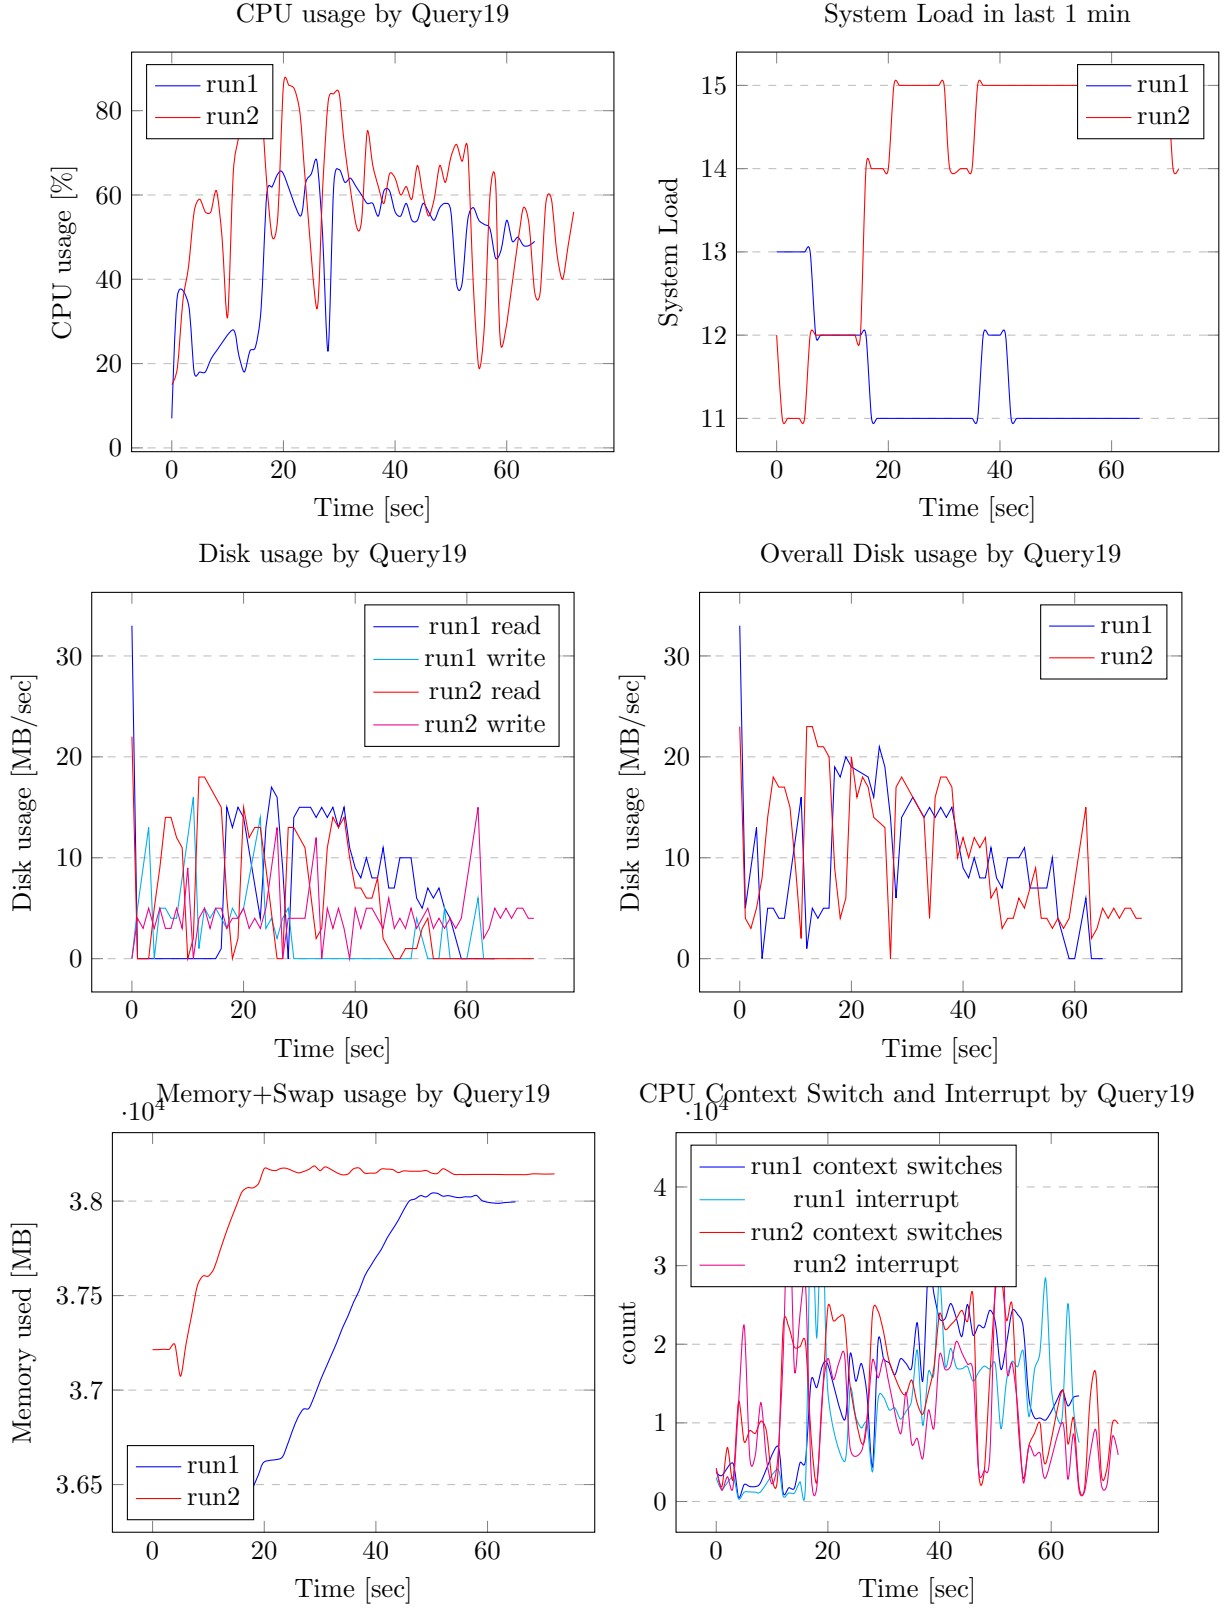 CPU usage by Query19
CPU usage [%]
80
60
40
20
0
run1
run2
0 20 40 60
Time [sec]
System Load in last 1 min
System Load
15
14
13
12
11
run1
run2
0 20 40 60
Time [sec]
Disk usage by Query19
Disk usage [MB/sec]
30
20
10
0
run1 read
run1 write
run2 read
run2 write
0 20 40 60
Time [sec]
Overall Disk usage by Query19
Disk usage [MB/sec]
30
20
10
0
run1
run2
0 20 40 60
Time [sec]
Memory+Swap usage by Query19
·10⁴
Memory used [MB]
3.8
3.75
3.7
3.65
run1
run2
0 20 40 60
Time [sec]
CPU Context Switch and Interrupt by Query19
·10⁴
count
4
3
2
1
0
run1 context switches
run1 interrupt
run2 context switches
run2 interrupt
0 20 40 60
Time [sec]